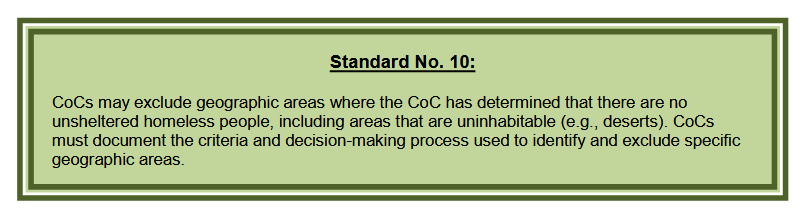 Standard No. 10:
CoCs may exclude geographic areas where the CoC has determined that there are no
unsheltered homeless people, including areas that are uninhabitable (e.g., deserts). CoCs
must document the criteria and decision-making process used to identify and exclude specific
geographic areas.